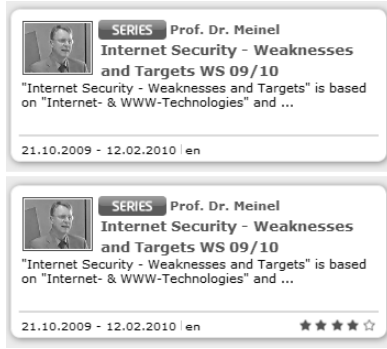 SERIES Prof. Dr. Meinel
Internet Security - Weaknesses
and Targets WS 09/10
"Internet Security - Weaknesses and Targets" is based
on "Internet- & WWW-Technologies" and ...
21.10.2009 - 12.02.2010 | en
SERIES Prof. Dr. Meinel
Internet Security - Weaknesses
and Targets WS 09/10
"Internet Security - Weaknesses and Targets" is based
on "Internet- & WWW-Technologies" and ...
21.10.2009 - 12.02.2010 | en ★★★★☆